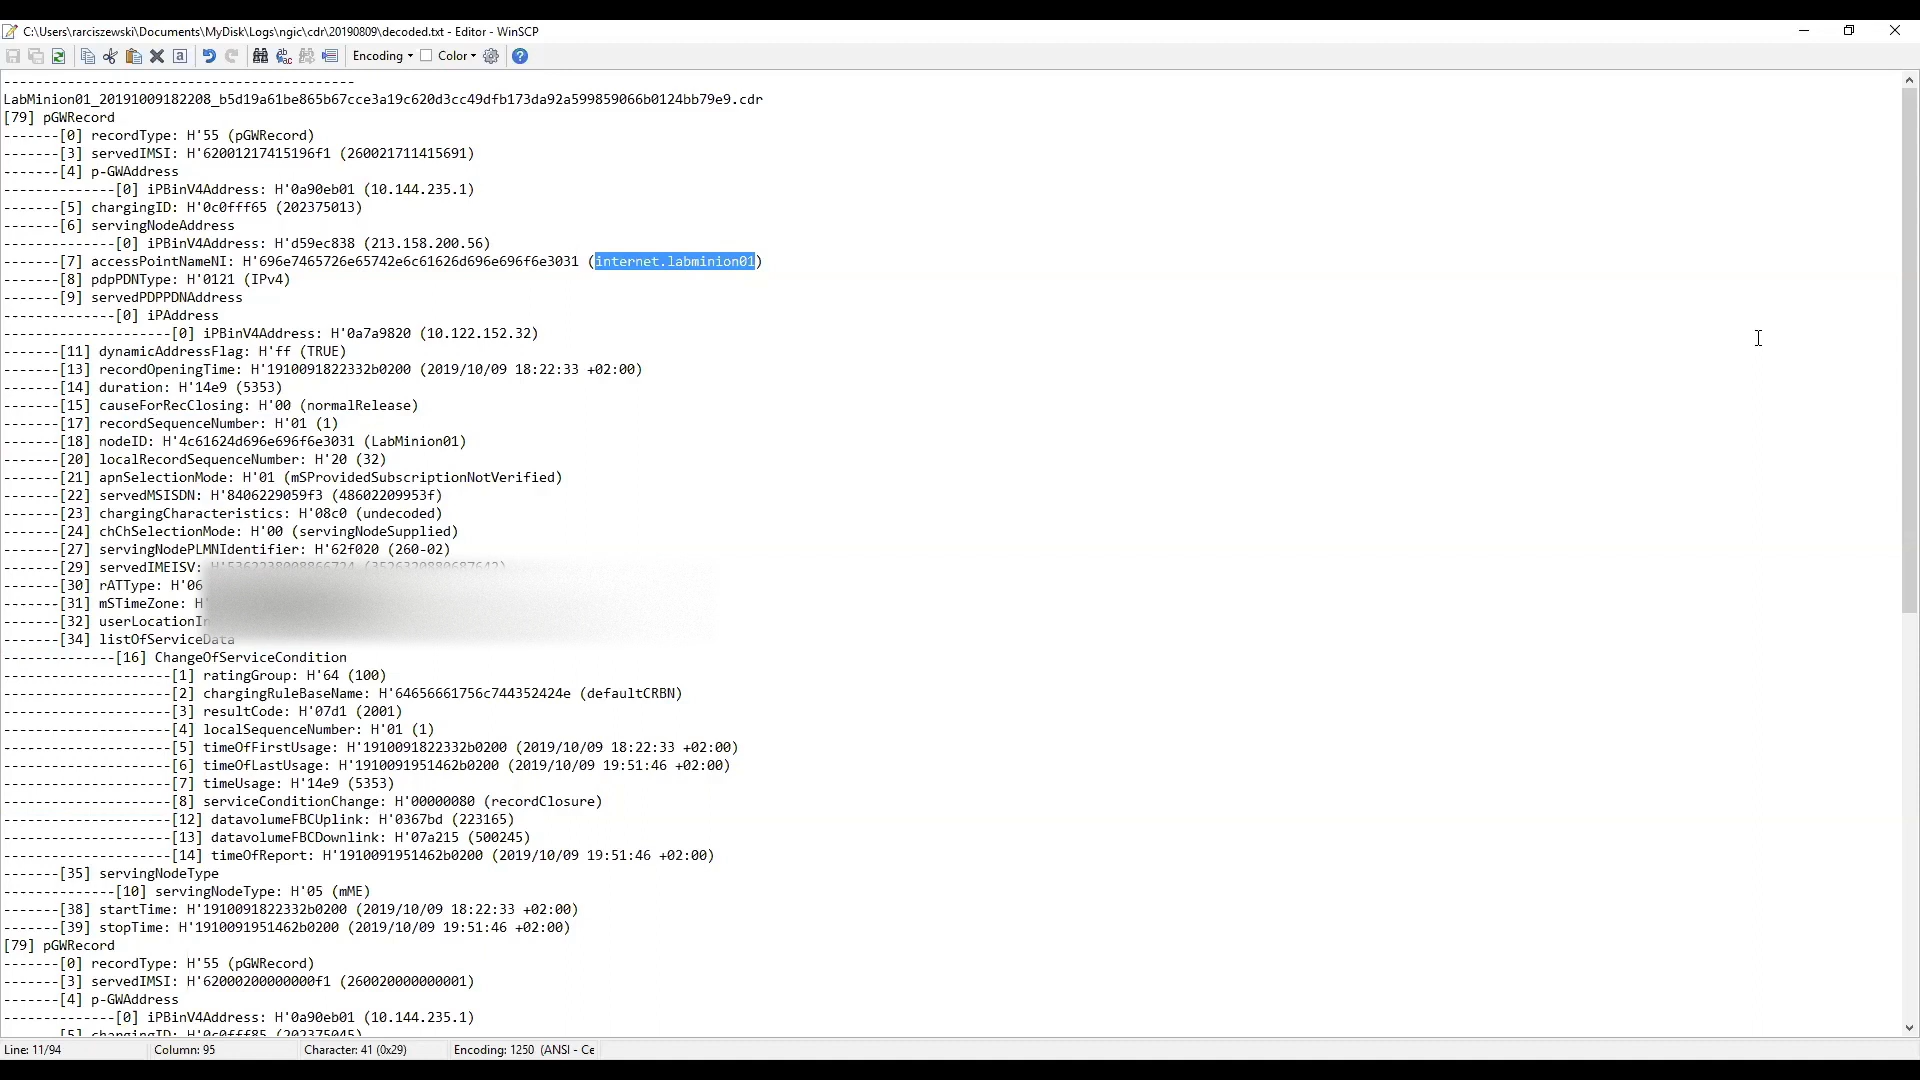 C:\Users\rarciszewski\Documents\MyDisk\Logs\ngic\cdr\20190809\decoded.txt - Editor - WinSCP
Encoding Color
--------------------------------------------
LabMinion01_20191009182208_b5d19a61be865b67cce3a19c620d3cc49dfb173da92a599859066b0124bb79e9.cdr
[79] pGWRecord
-------[0] recordType: H'55 (pGWRecord)
-------[3] servedIMSI: H'62001217415196f1 (260021711415691)
-------[4] p-GWAddress
--------------[0] iPBinV4Address: H'0a90eb01 (10.144.235.1)
-------[5] chargingID: H'0c0fff65 (202375013)
-------[6] servingNodeAddress
--------------[0] iPBinV4Address: H'd59ec838 (213.158.200.56)
-------[7] accessPointNameNI: H'696e7465726e65742e6c61626d696e696f6e3031 (internet.labminion01)
-------[8] pdpPDNType: H'0121 (IPv4)
-------[9] servedPDPPDNAddress
--------------[0] iPAddress
---------------------[0] iPBinV4Address: H'0a7a9820 (10.122.152.32)
-------[11] dynamicAddressFlag: H'ff (TRUE)
-------[13] recordOpeningTime: H'1910091822332b0200 (2019/10/09 18:22:33 +02:00)
-------[14] duration: H'14e9 (5353)
-------[15] causeForRecClosing: H'00 (normalRelease)
-------[17] recordSequenceNumber: H'01 (1)
-------[18] nodeID: H'4c61624d696e696f6e3031 (LabMinion01)
-------[20] localRecordSequenceNumber: H'20 (32)
-------[21] apnSelectionMode: H'01 (mSProvidedSubscriptionNotVerified)
-------[22] servedMSISDN: H'8406229059f3 (48602209953f)
-------[23] chargingCharacteristics: H'08c0 (undecoded)
-------[24] chChSelectionMode: H'00 (servingNodeSupplied)
-------[27] servingNodePLMNIdentifier: H'62f020 (260-02)
-------[29] servedIMEISV:
-------[30] rATType: H'06
-------[31] mSTimeZone: H'
-------[32] userLocationIn
-------[34] listOfServiceData
--------------[16] ChangeOfServiceCondition
---------------------[1] ratingGroup: H'64 (100)
---------------------[2] chargingRuleBaseName: H'64656661756c744352424e (defaultCRBN)
---------------------[3] resultCode: H'07d1 (2001)
---------------------[4] localSequenceNumber: H'01 (1)
---------------------[5] timeOfFirstUsage: H'1910091822332b0200 (2019/10/09 18:22:33 +02:00)
---------------------[6] timeOfLastUsage: H'1910091951462b0200 (2019/10/09 19:51:46 +02:00)
---------------------[7] timeUsage: H'14e9 (5353)
---------------------[8] serviceConditionChange: H'00000080 (recordClosure)
---------------------[12] datavolumeFBCUplink: H'0367bd (223165)
---------------------[13] datavolumeFBCDownlink: H'07a215 (500245)
---------------------[14] timeOfReport: H'1910091951462b0200 (2019/10/09 19:51:46 +02:00)
-------[35] servingNodeType
--------------[10] servingNodeType: H'05 (mME)
-------[38] startTime: H'1910091822332b0200 (2019/10/09 18:22:33 +02:00)
-------[39] stopTime: H'1910091951462b0200 (2019/10/09 19:51:46 +02:00)
[79] pGWRecord
-------[0] recordType: H'55 (pGWRecord)
-------[3] servedIMSI: H'62000200000000f1 (260020000000001)
-------[4] p-GWAddress
--------------[0] iPBinV4Address: H'0a90eb01 (10.144.235.1)
-------[5] chargingID: H'0c0fff85 (202375045)
Line: 11/94 Column: 95 Character: 41 (0x29) Encoding: 1250 (ANSI - Ce